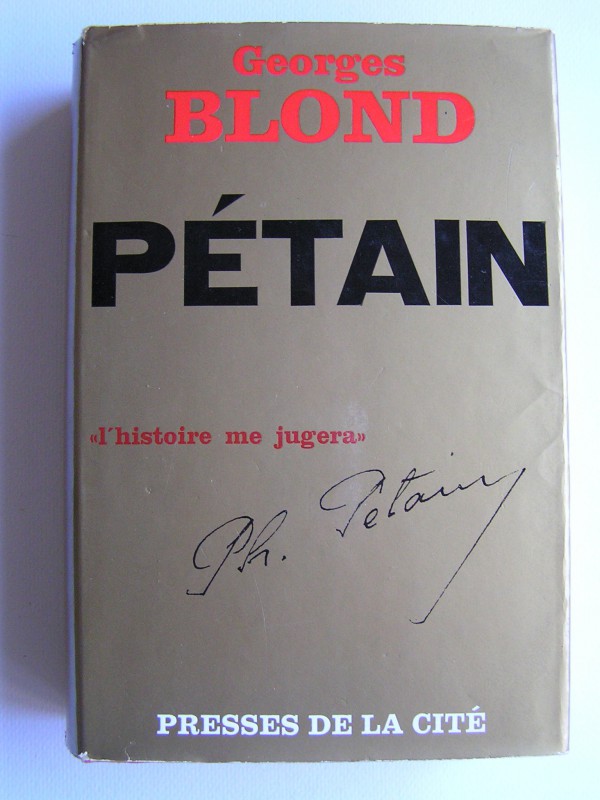 Georges
BLOND
PÉTAIN
«l'histoire me jugera»
Ph. Pétain
PRESSES DE LA CITÉ